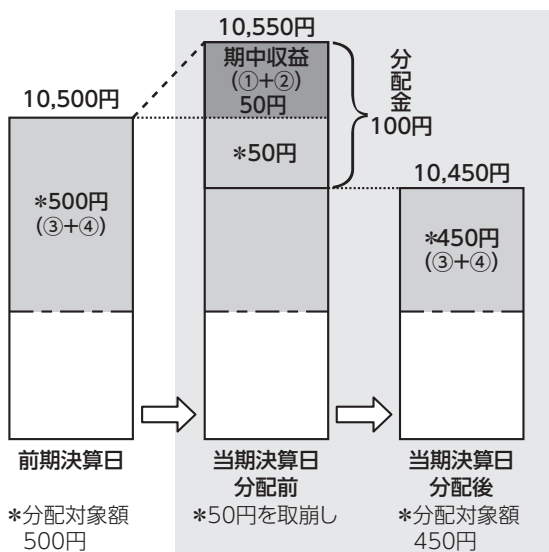 10,550円
期中収益
(①+②)
50円
分配金
100円
10,500円
*50円
10,450円
*500円
(③+④)
*450円
(③+④)
前期決算日
当期決算日
分配前
当期決算日
分配後
*分配対象額
500円
*50円を取崩し
*分配対象額
450円